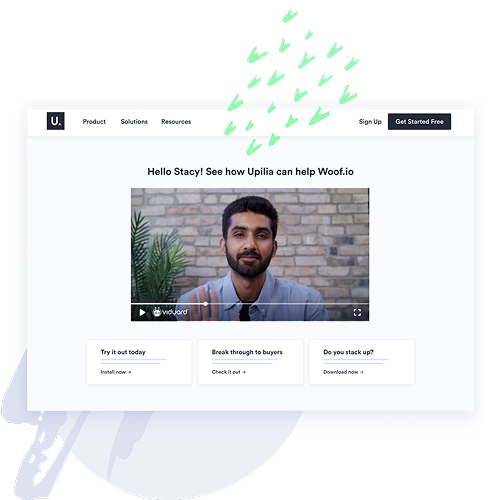 U.
Product
Solutions
Resources
Sign Up
Get Started Free
Hello Stacy! See how Upilia can help Woof.io
vidyard
Try it out today
Install now →
Break through to buyers
Check it out →
Do you stack up?
Download now →